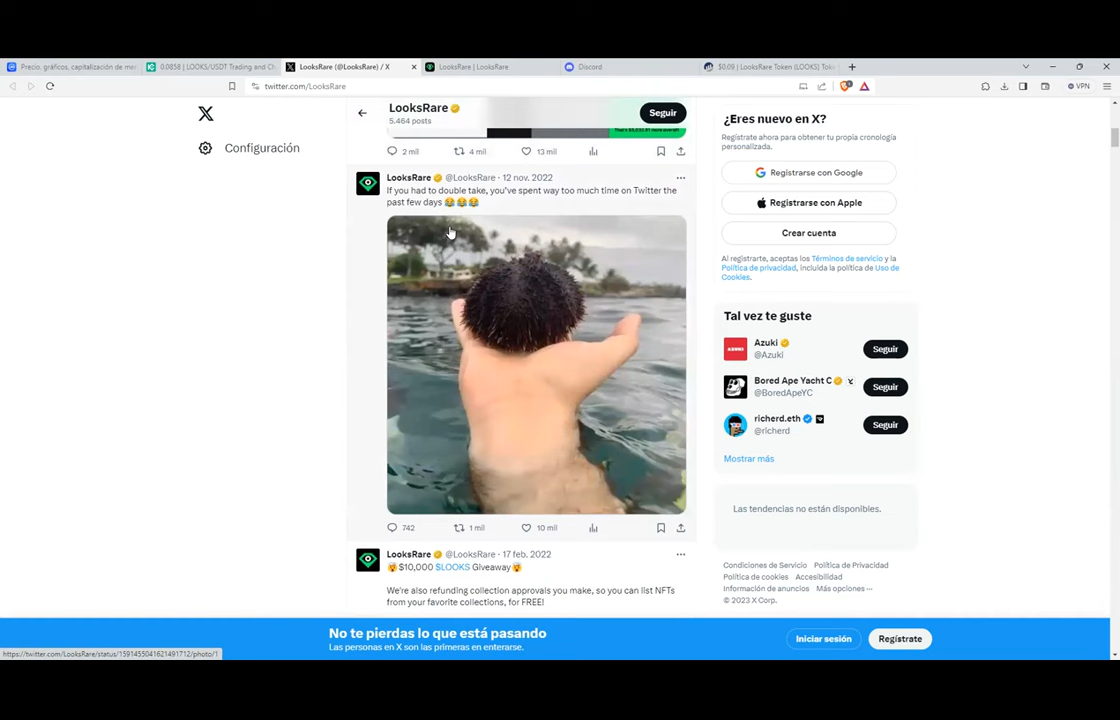 Precio, gráficos, capitalización de me
0.0858 | LOOKS/USDT Trading and Ch
LooksRare (@LooksRare) / X
LooksRare | LooksRare
Discord
$0.09 | LooksRare Token (LOOKS) Tok
twitter.com/LooksRare
VPN
LooksRare
5.464 posts
Seguir
Configuración
2 mil 4 mil 13 mil
LooksRare @LooksRare · 12 nov. 2022
If you had to double take, you've spent way too much time on Twitter the
past few days 😂😂😂
742 1 mil 10 mil
LooksRare @LooksRare · 17 feb. 2022
🤯$10,000 $LOOKS Giveaway🤯
We're also refunding collection approvals you make, so you can list NFTs
from your favorite collections, for FREE!
¿Eres nuevo en X?
Regístrate ahora para obtener tu propia cronología
personalizada.
Registrarse con Google
Registrarse con Apple
Crear cuenta
Al registrarte, aceptas los Términos de servicio y la
Política de privacidad, incluida la política de Uso de
Cookies.
Tal vez te guste
Azuki
@Azuki
Seguir
Bored Ape Yacht C
@BoredApeYC
Seguir
richerd.eth
@richerd
Seguir
Mostrar más
Las tendencias no están disponibles.
Condiciones de Servicio Política de Privacidad
Política de cookies Accesibilidad
Información de anuncios Más opciones ···
© 2023 X Corp.
No te pierdas lo que está pasando
Las personas en X son las primeras en enterarse.
Iniciar sesión
Regístrate
https://twitter.com/LooksRare/status/1591455041621491712/photo/1